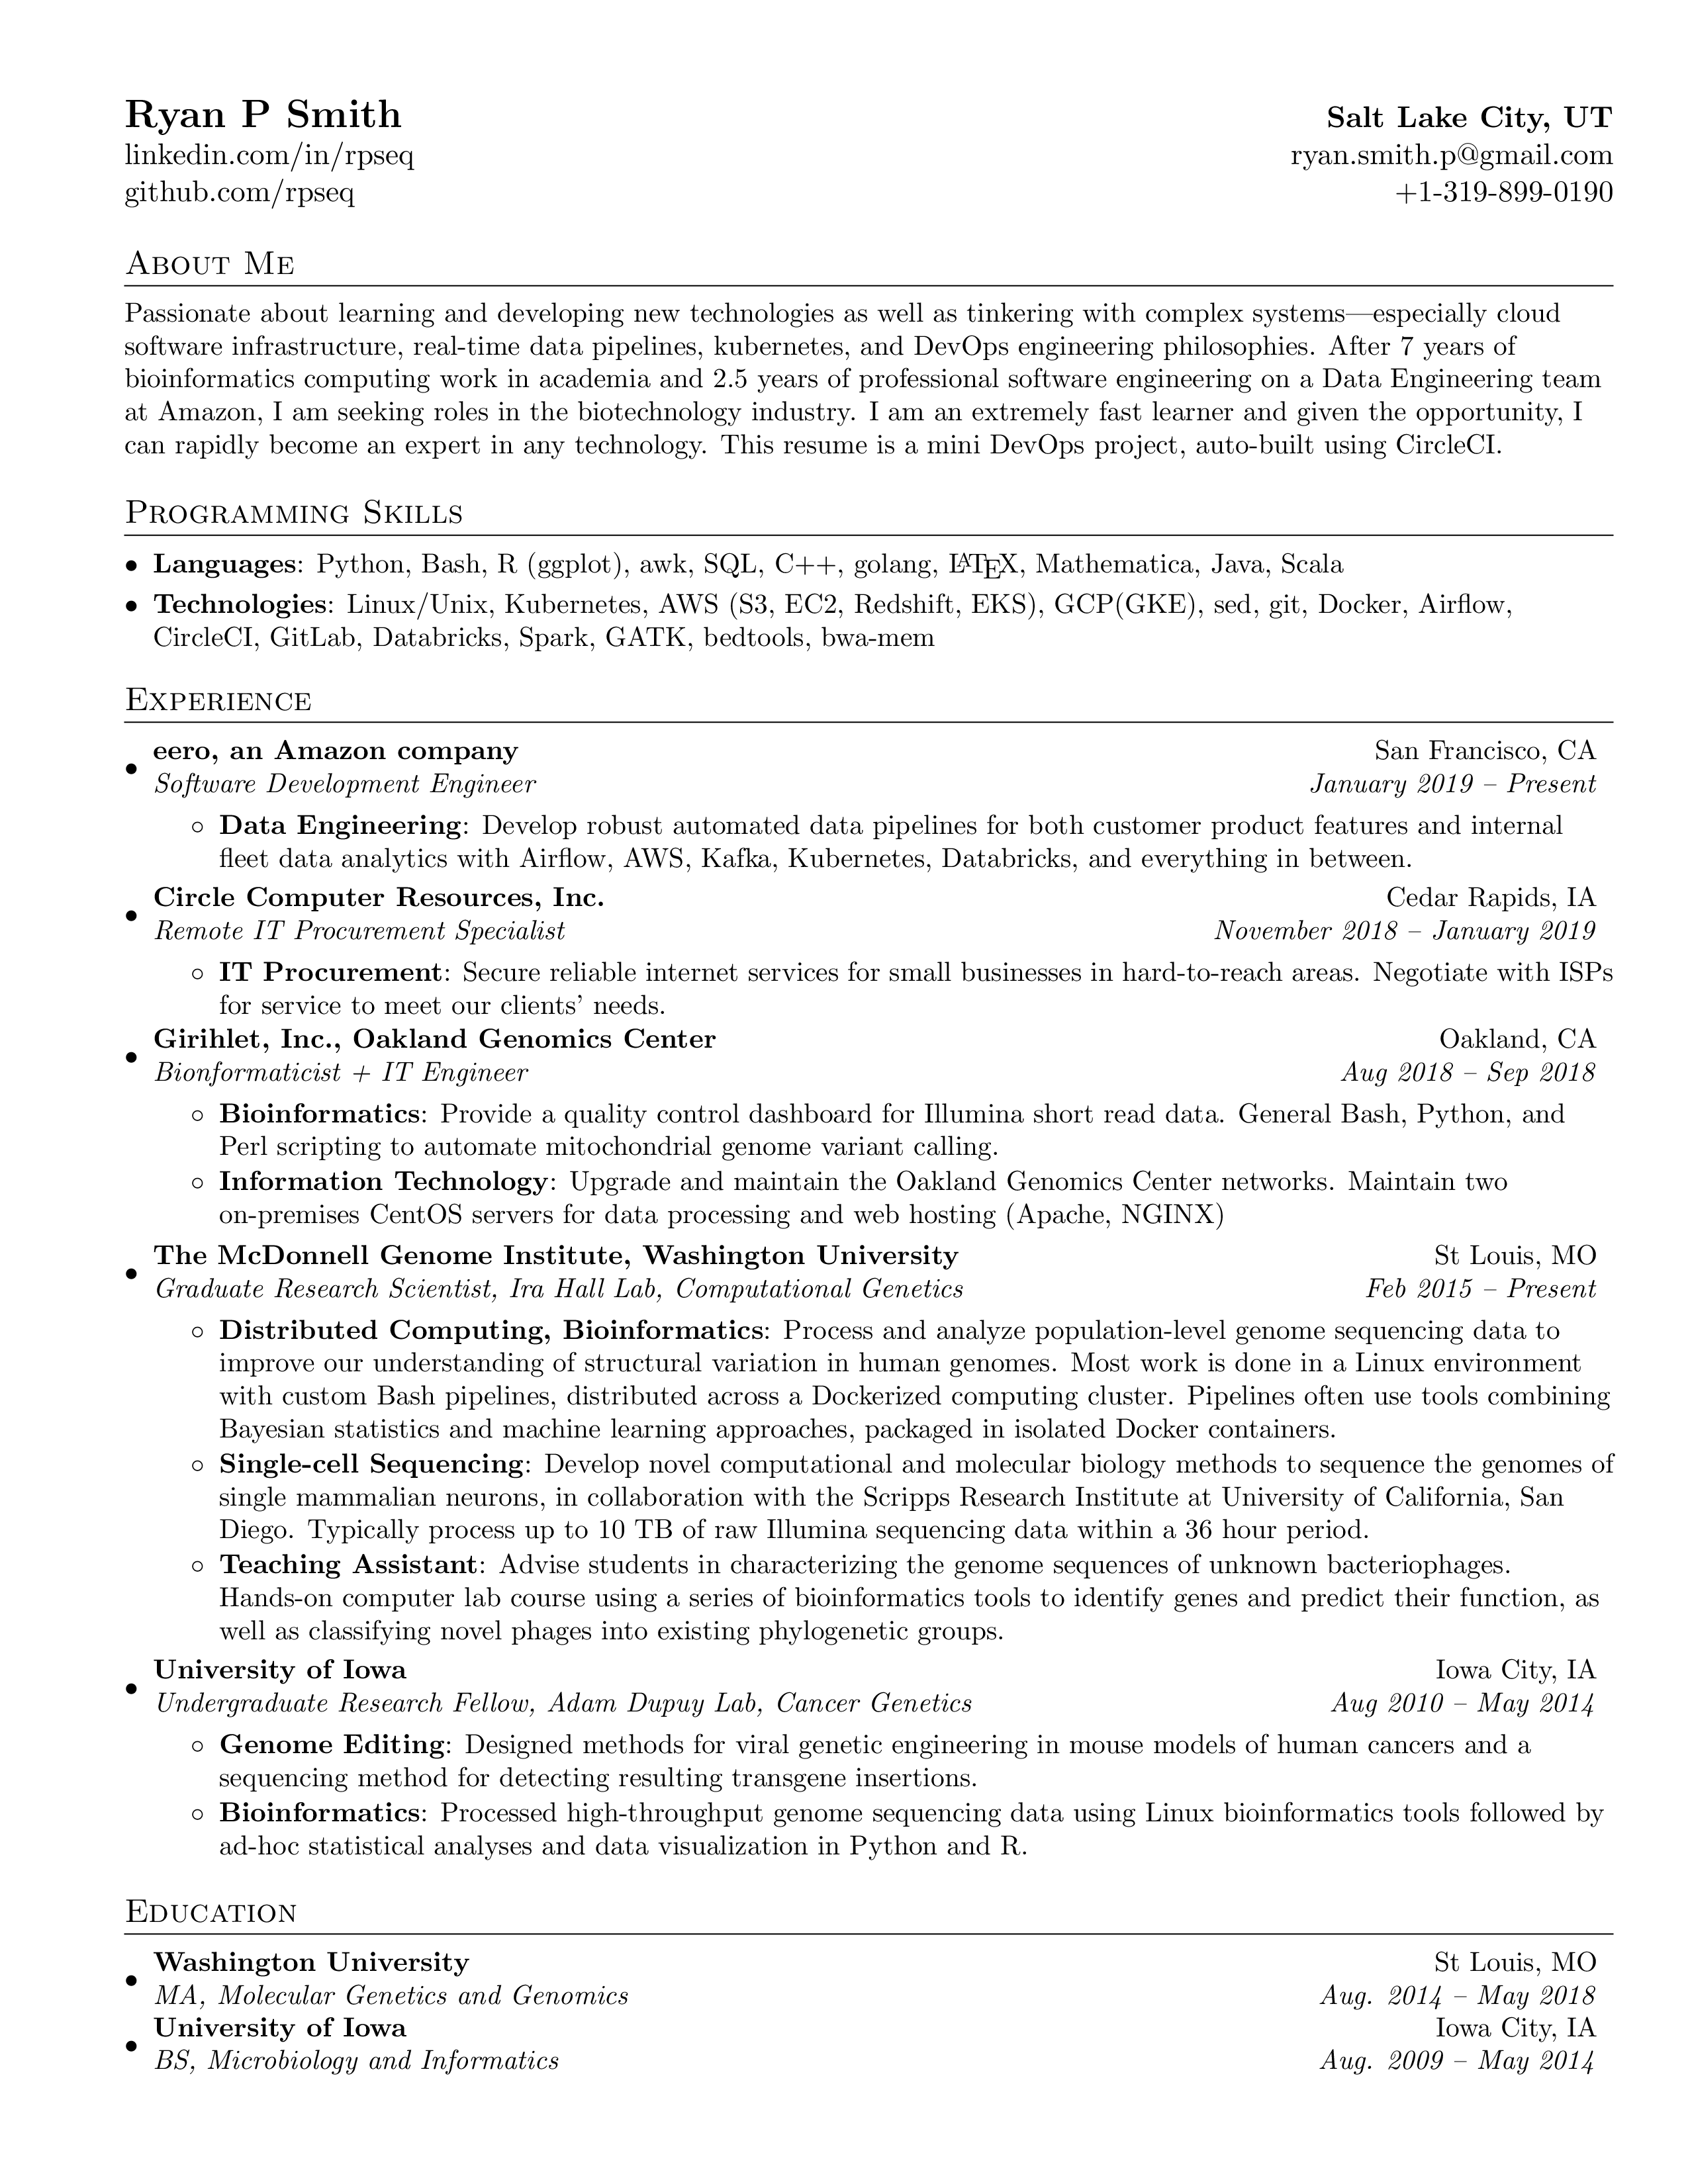 Ryan P Smith Salt Lake City, UT
linkedin.com/in/rpseq ryan.smith.p@gmail.com
github.com/rpseq +1-319-899-0190
About Me
Passionate about learning and developing new technologies as well as tinkering with complex systems—especially cloud
software infrastructure, real-time data pipelines, kubernetes, and DevOps engineering philosophies. After 7 years of
bioinformatics computing work in academia and 2.5 years of professional software engineering on a Data Engineering team
at Amazon, I am seeking roles in the biotechnology industry. I am an extremely fast learner and given the opportunity, I
can rapidly become an expert in any technology. This resume is a mini DevOps project, auto-built using CircleCI.
Programming Skills
• Languages: Python, Bash, R (ggplot), awk, SQL, C++, golang, LATEX, Mathematica, Java, Scala
• Technologies: Linux/Unix, Kubernetes, AWS (S3, EC2, Redshift, EKS), GCP(GKE), sed, git, Docker, Airflow,
CircleCI, GitLab, Databricks, Spark, GATK, bedtools, bwa-mem
Experience
• eero, an Amazon company San Francisco, CA
Software Development Engineer January 2019 – Present
◦ Data Engineering: Develop robust automated data pipelines for both customer product features and internal
fleet data analytics with Airflow, AWS, Kafka, Kubernetes, Databricks, and everything in between.
• Circle Computer Resources, Inc. Cedar Rapids, IA
Remote IT Procurement Specialist November 2018 – January 2019
◦ IT Procurement: Secure reliable internet services for small businesses in hard-to-reach areas. Negotiate with ISPs
for service to meet our clients' needs.
• Girihlet, Inc., Oakland Genomics Center Oakland, CA
Bionformaticist + IT Engineer Aug 2018 – Sep 2018
◦ Bioinformatics: Provide a quality control dashboard for Illumina short read data. General Bash, Python, and
Perl scripting to automate mitochondrial genome variant calling.
◦ Information Technology: Upgrade and maintain the Oakland Genomics Center networks. Maintain two
on-premises CentOS servers for data processing and web hosting (Apache, NGINX)
• The McDonnell Genome Institute, Washington University St Louis, MO
Graduate Research Scientist, Ira Hall Lab, Computational Genetics Feb 2015 – Present
◦ Distributed Computing, Bioinformatics: Process and analyze population-level genome sequencing data to
improve our understanding of structural variation in human genomes. Most work is done in a Linux environment
with custom Bash pipelines, distributed across a Dockerized computing cluster. Pipelines often use tools combining
Bayesian statistics and machine learning approaches, packaged in isolated Docker containers.
◦ Single-cell Sequencing: Develop novel computational and molecular biology methods to sequence the genomes of
single mammalian neurons, in collaboration with the Scripps Research Institute at University of California, San
Diego. Typically process up to 10 TB of raw Illumina sequencing data within a 36 hour period.
◦ Teaching Assistant: Advise students in characterizing the genome sequences of unknown bacteriophages.
Hands-on computer lab course using a series of bioinformatics tools to identify genes and predict their function, as
well as classifying novel phages into existing phylogenetic groups.
• University of Iowa Iowa City, IA
Undergraduate Research Fellow, Adam Dupuy Lab, Cancer Genetics Aug 2010 – May 2014
◦ Genome Editing: Designed methods for viral genetic engineering in mouse models of human cancers and a
sequencing method for detecting resulting transgene insertions.
◦ Bioinformatics: Processed high-throughput genome sequencing data using Linux bioinformatics tools followed by
ad-hoc statistical analyses and data visualization in Python and R.
Education
• Washington University St Louis, MO
MA, Molecular Genetics and Genomics Aug. 2014 – May 2018
• University of Iowa Iowa City, IA
BS, Microbiology and Informatics Aug. 2009 – May 2014